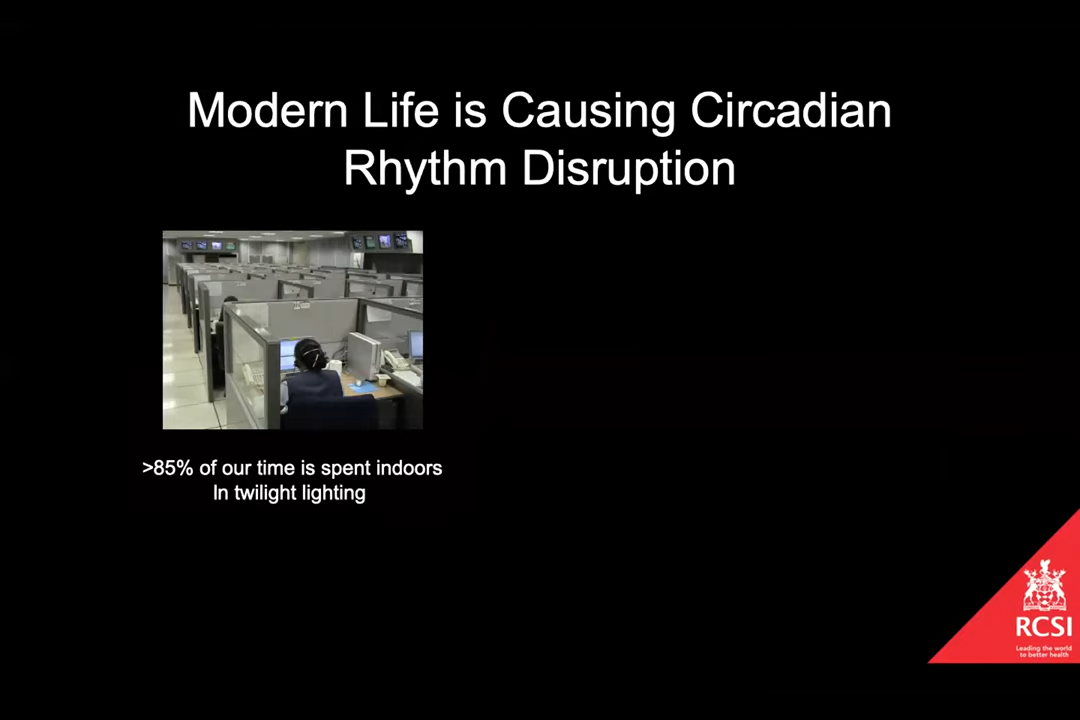 Modern Life is Causing Circadian
Rhythm Disruption
>85% of our time is spent indoors
In twilight lighting
RCSI
Leading the world
to better health